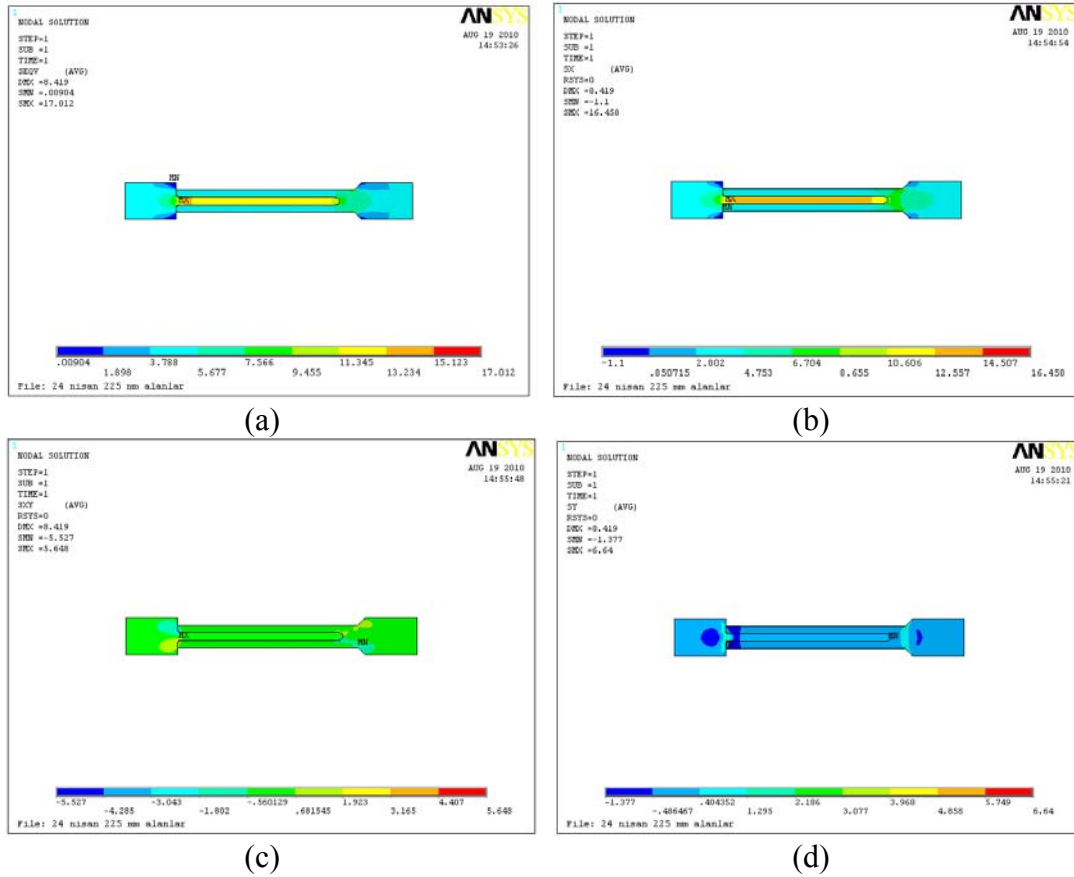 1
NODAL SOLUTION
STEP=1
SUB =1
TIME=1
SEQV (AVG)
DMX =8.419
SMN =.00904
SMX =17.012
ANSYS
AUG 19 2010
14:53:26
MN
MX
.00904 3.788 7.566 11.345 15.123
1.898 5.677 9.455 13.234 17.012
File: 24 nisan 225 mm alanlar
(a)
1
NODAL SOLUTION
STEP=1
SUB =1
TIME=1
SX (AVG)
RSYS=0
DMX =8.419
SMN =-1.1
SMX =16.458
ANSYS
AUG 19 2010
14:54:54
MX
MN
-1.1 2.802 6.704 10.606 14.507
.850715 4.753 8.655 12.557 16.458
File: 24 nisan 225 mm alanlar
(b)
1
NODAL SOLUTION
STEP=1
SUB =1
TIME=1
SXY (AVG)
RSYS=0
DMX =8.419
SMN =-5.527
SMX =5.648
ANSYS
AUG 19 2010
14:55:48
MX
MN
-5.527 -3.043 -.560129 1.923 4.407
-4.285 -1.802 .681545 3.165 5.648
File: 24 nisan 225 mm alanlar
(c)
1
NODAL SOLUTION
STEP=1
SUB =1
TIME=1
SY (AVG)
RSYS=0
DMX =8.419
SMN =-1.377
SMX =6.64
ANSYS
AUG 19 2010
14:55:21
MX
-1.377 .404352 2.186 3.968 5.749
-.486467 1.295 3.077 4.858 6.64
File: 24 nisan 225 mm alanlar
(d)